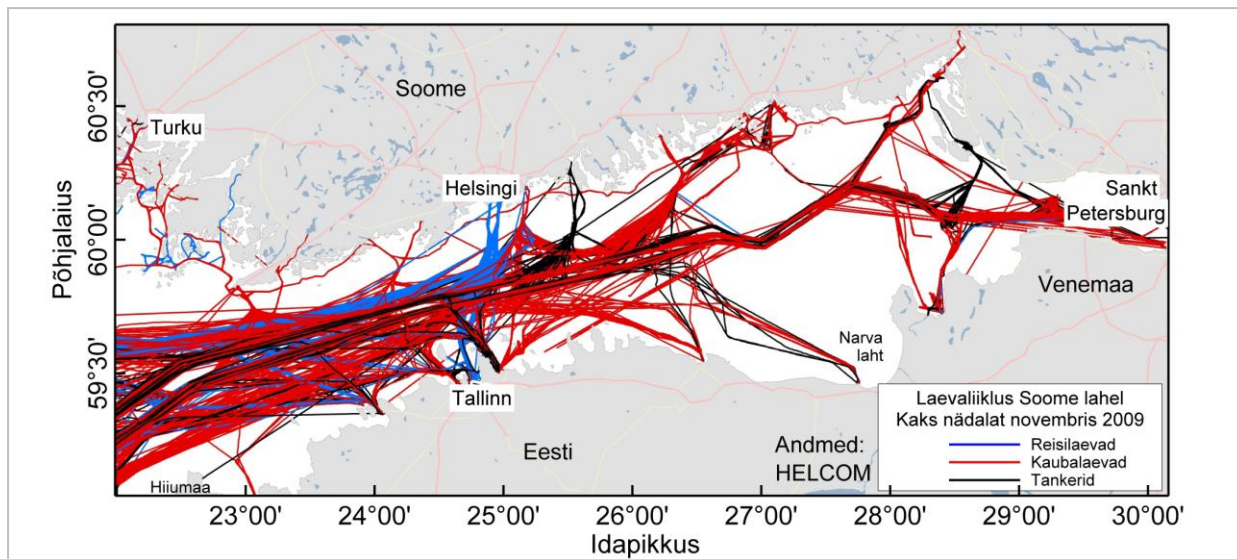 60°30'
60°00'
59°30'
Põhjalaius
Soome
Turku
Helsingi
Sankt
Petersburg
Venemaa
Narva
laht
Tallinn
Eesti
Hiiumaa
Andmed:
HELCOM
Laevaliiklus Soome lahel
Kaks nädalat novembris 2009
Reisilaevad
Kaubalaevad
Tankerid
23°00' 24°00' 25°00' 26°00' 27°00' 28°00' 29°00' 30°00'
Idapikkus